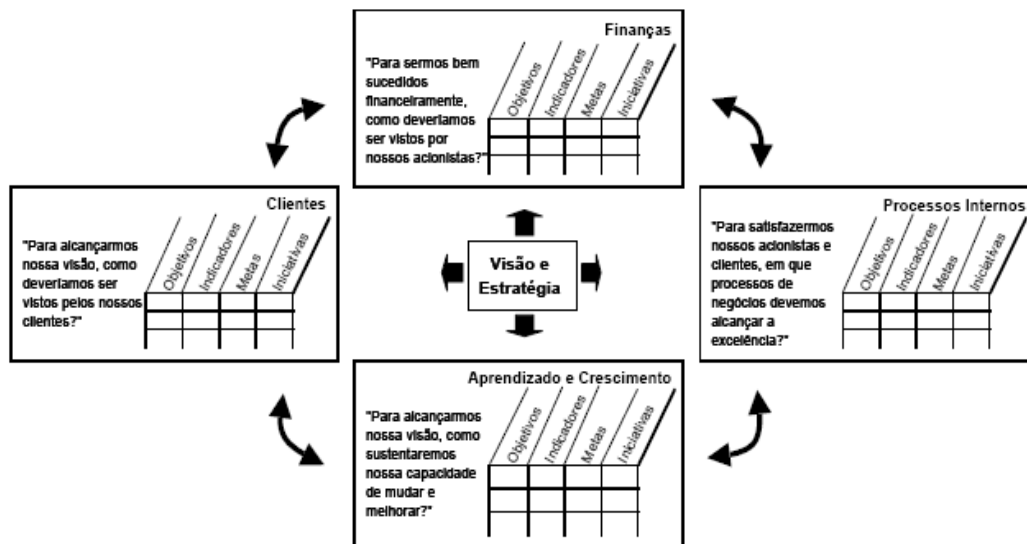 Finanças
"Para sermos bem
sucedidos
financeiramente,
como deveríamos
ser vistos por
nossos acionistas?"
Objetivos
Indicadores
Metas
Iniciativas
Clientes
"Para alcançarmos
nossa visão, como
deveríamos ser
vistos pelos nossos
clientes?"
Objetivos
Indicadores
Metas
Iniciativas
Visão e
Estratégia
Processos Internos
"Para satisfazermos
nossos acionistas e
clientes, em que
processos de
negócios devemos
alcançar a
excelência?"
Objetivos
Indicadores
Metas
Iniciativas
Aprendizado e Crescimento
"Para alcançarmos
nossa visão, como
sustentaremos
nossa capacidade
de mudar e
melhorar?"
Objetivos
Indicadores
Metas
Iniciativas